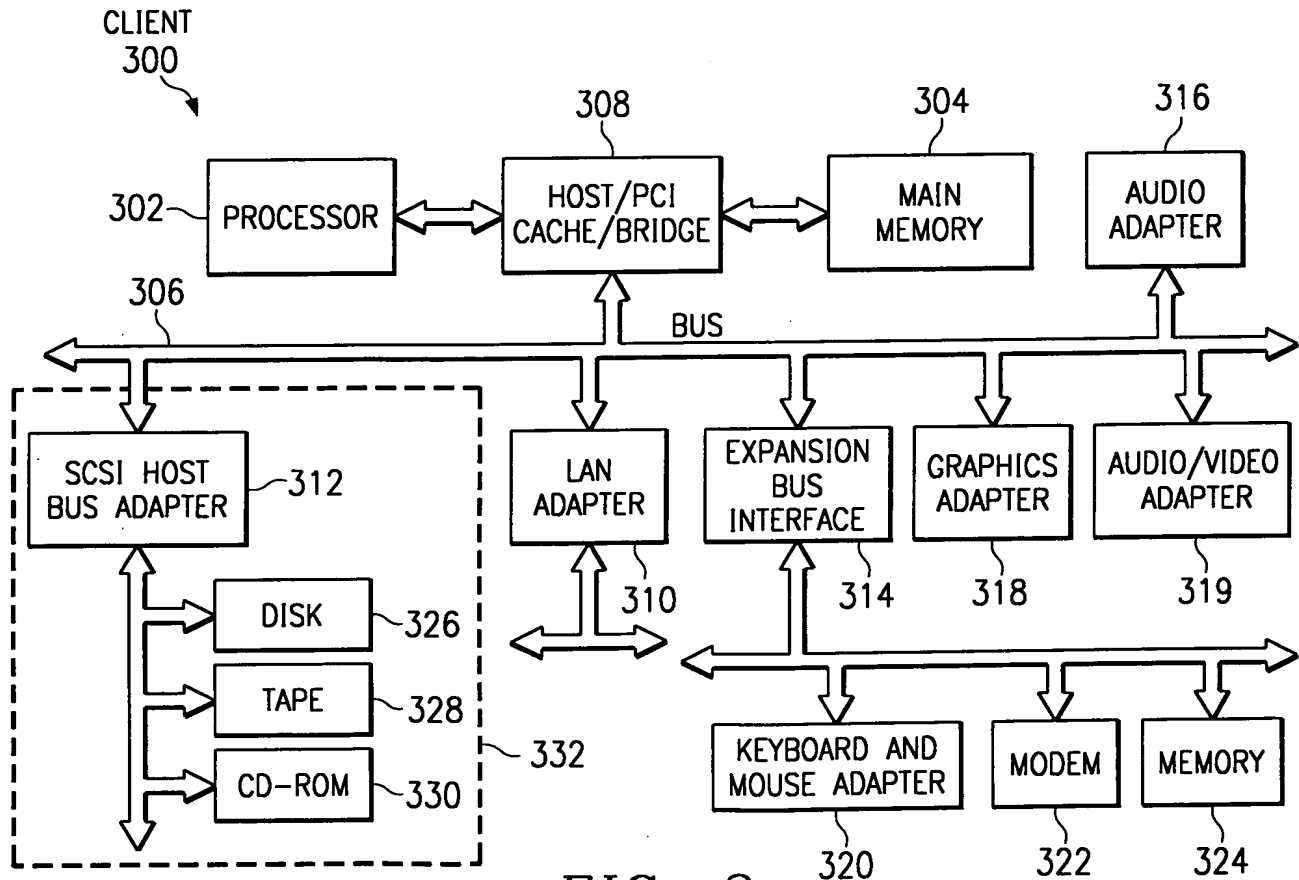 CLIENT
300
308
304
316
302
PROCESSOR
HOST/PCI
CACHE/BRIDGE
MAIN
MEMORY
AUDIO
ADAPTER
306
BUS
SCSI HOST
BUS ADAPTER
312
LAN
ADAPTER
EXPANSION
BUS
INTERFACE
GRAPHICS
ADAPTER
AUDIO/VIDEO
ADAPTER
310
314
318
319
DISK
326
TAPE
328
CD-ROM
330
332
KEYBOARD AND
MOUSE ADAPTER
MODEM
MEMORY
320
322
324